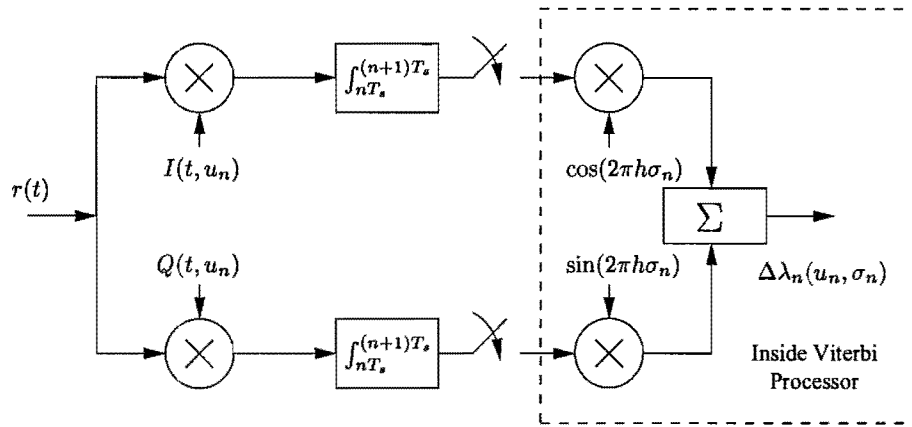 r(t)
I(t, u_n)
∫_{nT_s}^{(n+1)T_s}
cos(2πhσ_n)
Σ
Δλ_n(u_n, σ_n)
Q(t, u_n)
∫_{nT_s}^{(n+1)T_s}
sin(2πhσ_n)
Inside Viterbi
Processor